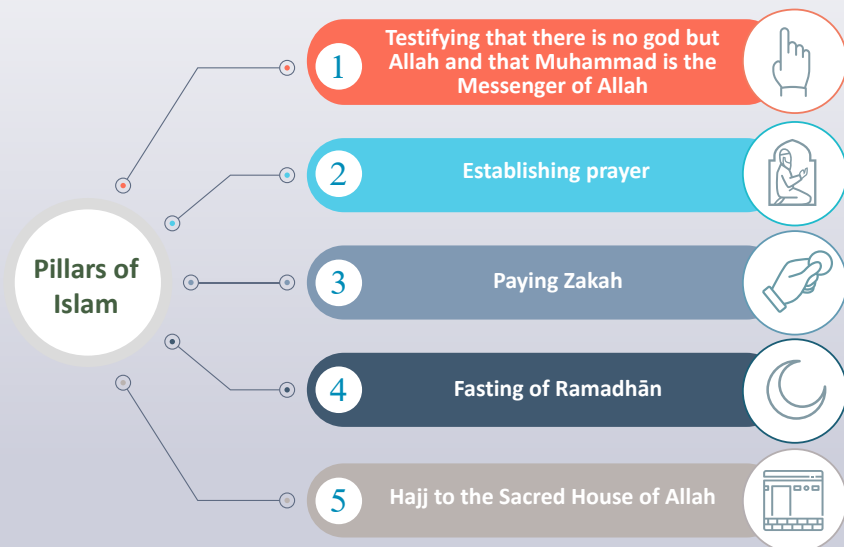 Pillars of
Islam
1
Testifying that there is no god but
Allah and that Muhammad is the
Messenger of Allah
2
Establishing prayer
3
Paying Zakah
4
Fasting of Ramadhān
5
Hajj to the Sacred House of Allah